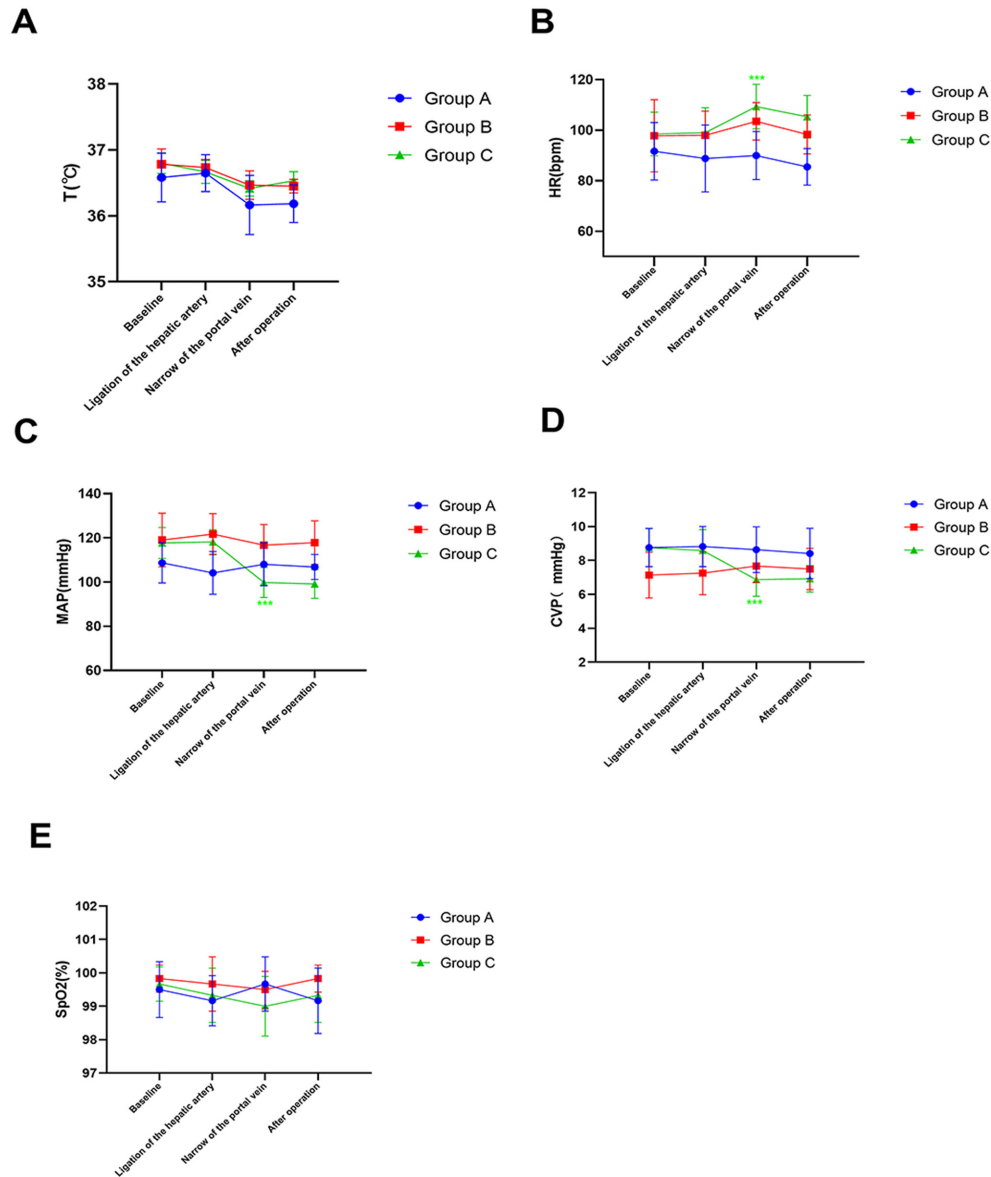 A
38
37
36
35
T(℃)
Group A
Group B
Group C
Baseline
Ligation of the hepatic artery
Narrow of the portal vein
After operation
B
120
100
80
60
HR(bpm)
***
Group A
Group B
Group C
Baseline
Ligation of the hepatic artery
Narrow of the portal vein
After operation
C
140
120
100
80
60
MAP(mmHg)
***
Group A
Group B
Group C
Baseline
Ligation of the hepatic artery
Narrow of the portal vein
After operation
D
12
10
8
6
4
2
CVP( mmHg)
***
Group A
Group B
Group C
Baseline
Ligation of the hepatic artery
Narrow of the portal vein
After operation
E
102
101
100
99
98
97
SpO2(%)
Group A
Group B
Group C
Baseline
Ligation of the hepatic artery
Narrow of the portal vein
After operation